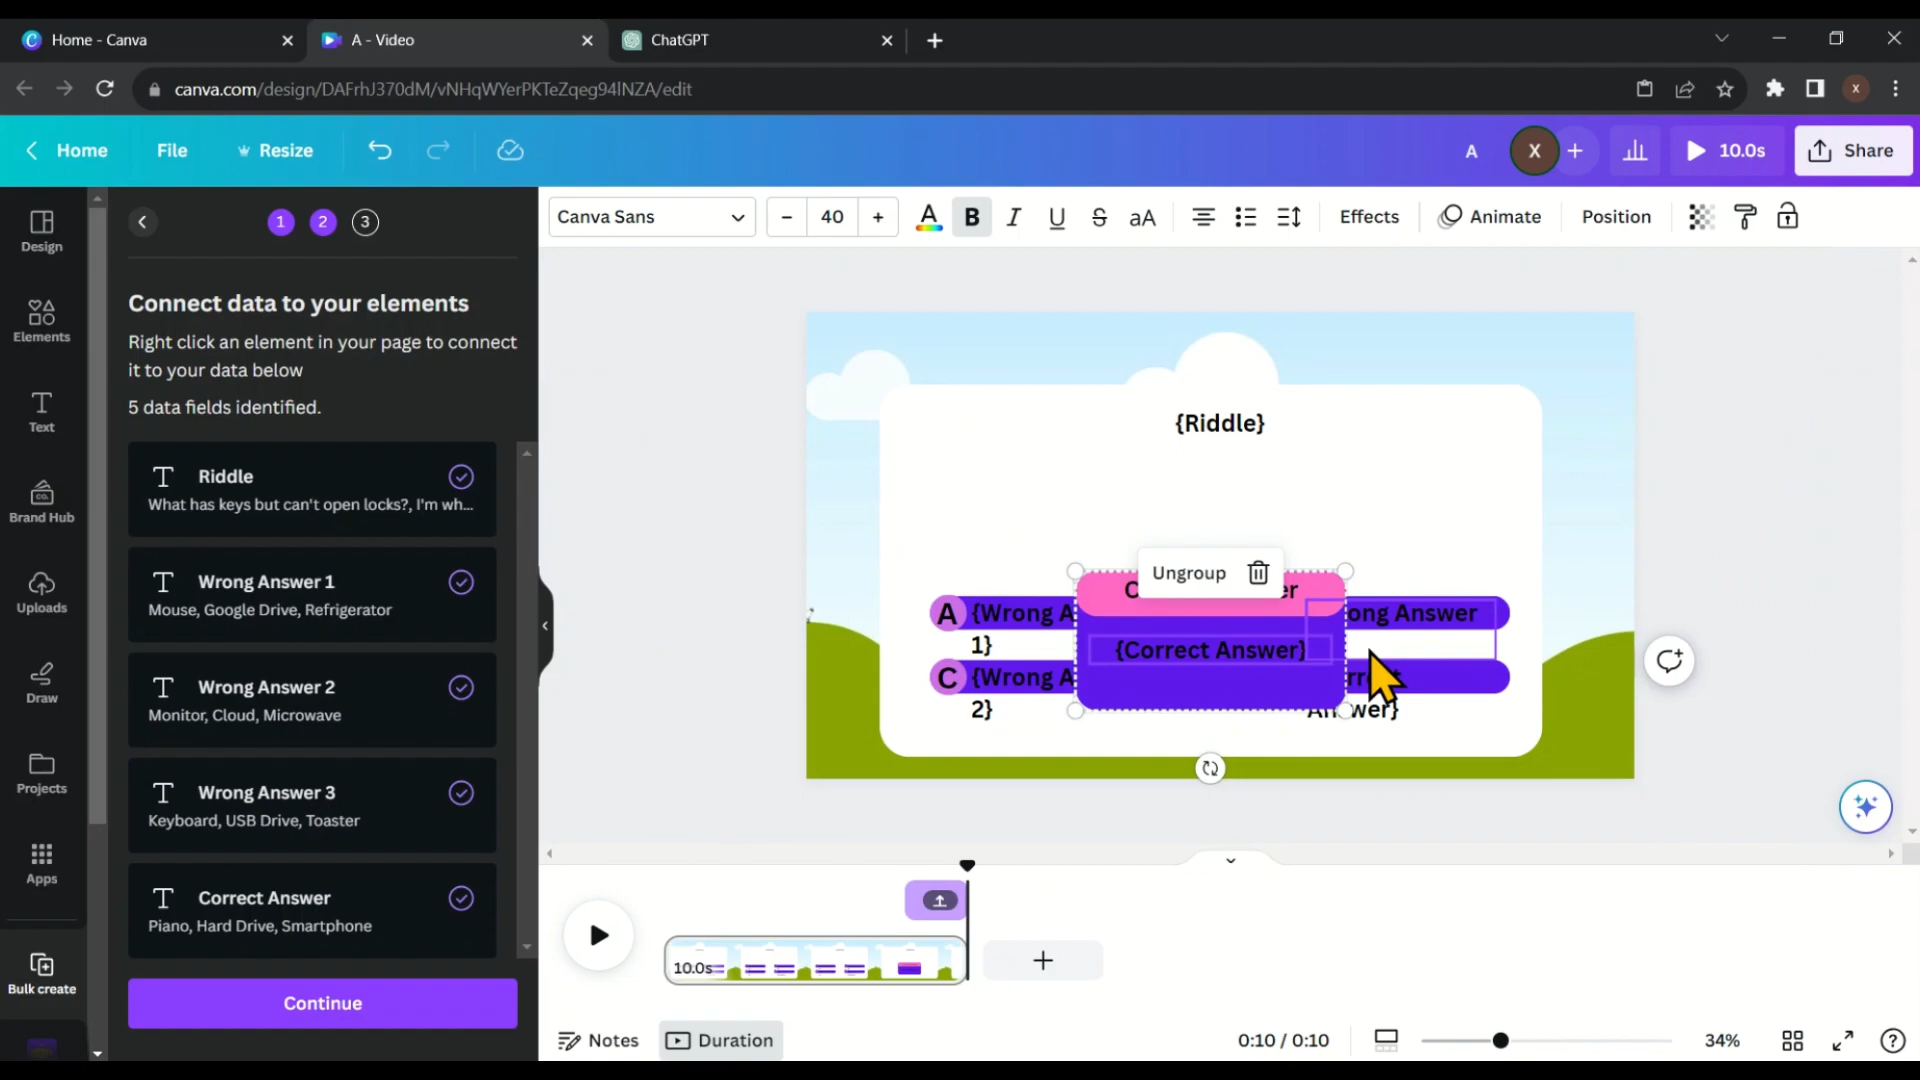 Home - Canva
A - Video
ChatGPT
canva.com/design/DAFrhJ370dM/vNHqWYerPKTeZqeg94lNZA/edit
X
Home
File
Resize
A
X
10.0s
Share
Design
Elements
Text
Brand Hub
Uploads
Draw
Projects
Apps
Bulk create
1
2
3
Connect data to your elements
Right click an element in your page to connect
it to your data below
5 data fields identified.
Riddle
What has keys but can't open locks?, I'm wh...
Wrong Answer 1
Mouse, Google Drive, Refrigerator
Wrong Answer 2
Monitor, Cloud, Microwave
Wrong Answer 3
Keyboard, USB Drive, Toaster
Correct Answer
Piano, Hard Drive, Smartphone
Continue
Canva Sans
- 40 +
A
B
I
U
S
aA
Effects
Animate
Position
{Riddle}
Ungroup
A
{Wrong A
1}
{Correct Answer}
ong Answer
C
{Wrong A
2}
10.0s
Notes
Duration
0:10 / 0:10
34%